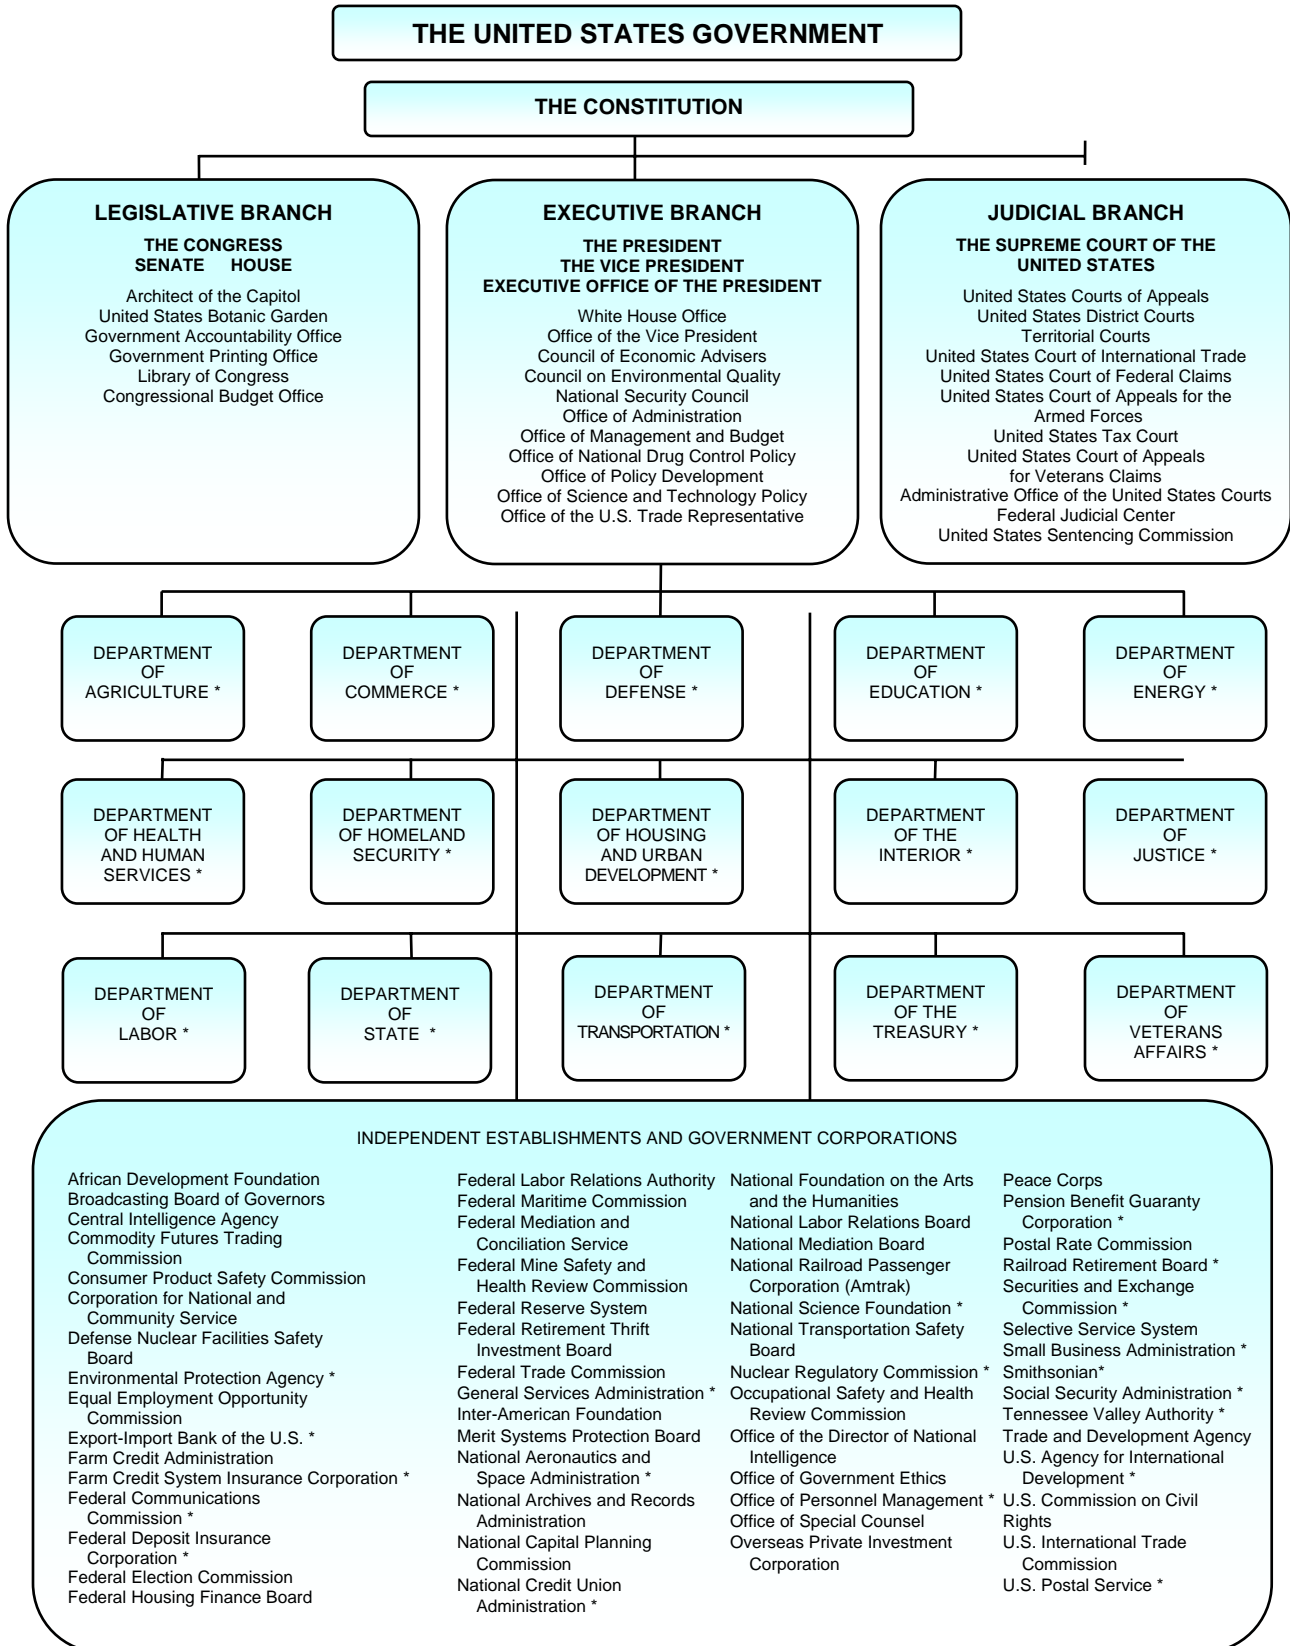 THE UNITED STATES GOVERNMENT
THE CONSTITUTION
LEGISLATIVE BRANCH
THE CONGRESS
SENATE HOUSE
Architect of the Capitol
United States Botanic Garden
Government Accountability Office
Government Printing Office
Library of Congress
Congressional Budget Office
EXECUTIVE BRANCH
THE PRESIDENT
THE VICE PRESIDENT
EXECUTIVE OFFICE OF THE PRESIDENT
White House Office
Office of the Vice President
Council of Economic Advisers
Council on Environmental Quality
National Security Council
Office of Administration
Office of Management and Budget
Office of National Drug Control Policy
Office of Policy Development
Office of Science and Technology Policy
Office of the U.S. Trade Representative
JUDICIAL BRANCH
THE SUPREME COURT OF THE
UNITED STATES
United States Courts of Appeals
United States District Courts
Territorial Courts
United States Court of International Trade
United States Court of Federal Claims
United States Court of Appeals for the
Armed Forces
United States Tax Court
United States Court of Appeals
for Veterans Claims
Administrative Office of the United States Courts
Federal Judicial Center
United States Sentencing Commission
DEPARTMENT
OF
AGRICULTURE *
DEPARTMENT
OF
COMMERCE *
DEPARTMENT
OF
DEFENSE *
DEPARTMENT
OF
EDUCATION *
DEPARTMENT
OF
ENERGY *
DEPARTMENT
OF HEALTH
AND HUMAN
SERVICES *
DEPARTMENT
OF HOMELAND
SECURITY *
DEPARTMENT
OF HOUSING
AND URBAN
DEVELOPMENT *
DEPARTMENT
OF THE
INTERIOR *
DEPARTMENT
OF
JUSTICE *
DEPARTMENT
OF
LABOR *
DEPARTMENT
OF
STATE *
DEPARTMENT
OF
TRANSPORTATION *
DEPARTMENT
OF THE
TREASURY *
DEPARTMENT
OF
VETERANS
AFFAIRS *
INDEPENDENT ESTABLISHMENTS AND GOVERNMENT CORPORATIONS
African Development Foundation
Broadcasting Board of Governors
Central Intelligence Agency
Commodity Futures Trading
Commission
Consumer Product Safety Commission
Corporation for National and
Community Service
Defense Nuclear Facilities Safety
Board
Environmental Protection Agency *
Equal Employment Opportunity
Commission
Export-Import Bank of the U.S. *
Farm Credit Administration
Farm Credit System Insurance Corporation *
Federal Communications
Commission *
Federal Deposit Insurance
Corporation *
Federal Election Commission
Federal Housing Finance Board
Federal Labor Relations Authority
Federal Maritime Commission
Federal Mediation and
Conciliation Service
Federal Mine Safety and
Health Review Commission
Federal Reserve System
Federal Retirement Thrift
Investment Board
Federal Trade Commission
General Services Administration *
Inter-American Foundation
Merit Systems Protection Board
National Aeronautics and
Space Administration *
National Archives and Records
Administration
National Capital Planning
Commission
National Credit Union
Administration *
National Foundation on the Arts
and the Humanities
National Labor Relations Board
National Mediation Board
National Railroad Passenger
Corporation (Amtrak)
National Science Foundation *
National Transportation Safety
Board
Nuclear Regulatory Commission *
Occupational Safety and Health
Review Commission
Office of the Director of National
Intelligence
Office of Government Ethics
Office of Personnel Management *
Office of Special Counsel
Overseas Private Investment
Corporation
Peace Corps
Pension Benefit Guaranty
Corporation *
Postal Rate Commission
Railroad Retirement Board *
Securities and Exchange
Commission *
Selective Service System
Small Business Administration *
Smithsonian*
Social Security Administration *
Tennessee Valley Authority *
Trade and Development Agency
U.S. Agency for International
Development *
U.S. Commission on Civil
Rights
U.S. International Trade
Commission
U.S. Postal Service *